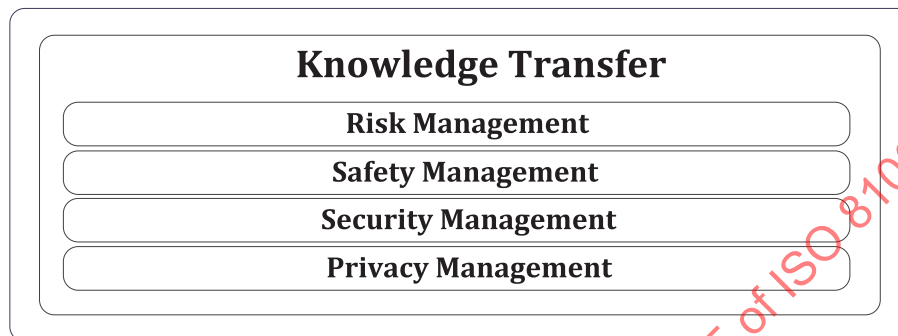 Knowledge Transfer
Risk Management
Safety Management
Security Management
Privacy Management
of ISO 810